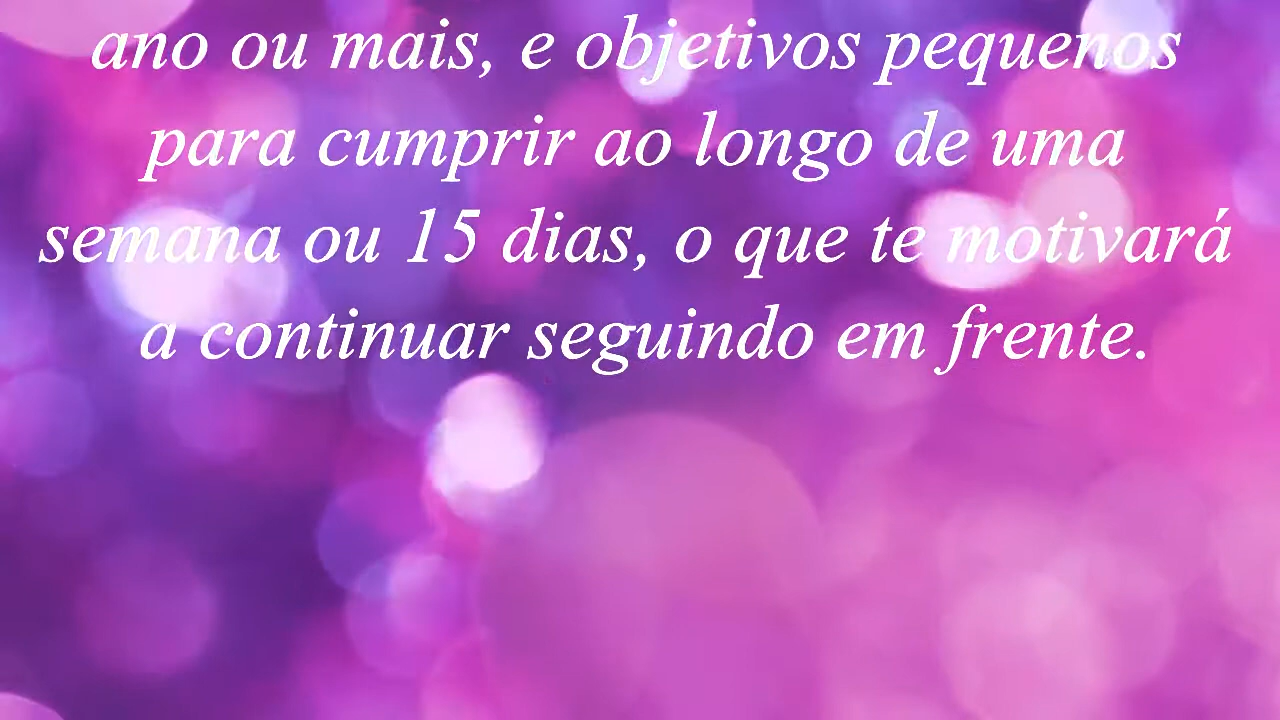 ano ou mais, e objetivos pequenos
para cumprir ao longo de uma
semana ou 15 dias, o que te motivará
a continuar seguindo em frente.